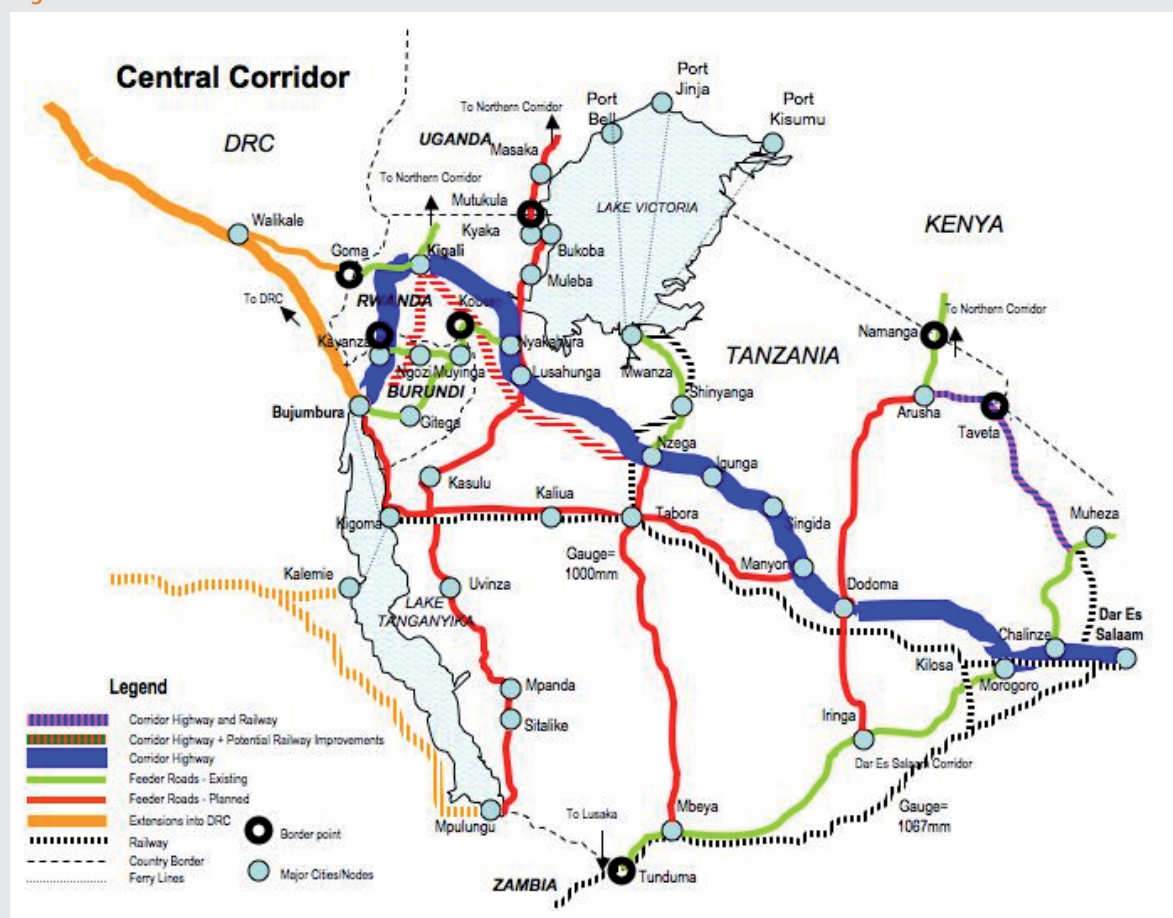 Central Corridor
DRC
To Northern Corridor
UGANDA
Masaka
Port
Bell
Port
Jinja
Port
Kisumu
To Northern Corridor
Mutukula
LAKE VICTORIA
Walikale
Kyaka
Bukoba
KENYA
Goma
Kigali
Muleba
To DRC
RWANDA
To Northern Corridor
Namanga
Kayanza
Nyakahura
Mwanza
TANZANIA
Ngozi
Muyinga
Lusahunga
BURUNDI
Shinyanga
Arusha
Bujumbura
Gitega
Taveta
Nzega
Igunga
Kasulu
Kaliua
Singida
Muheza
Kigoma
Tabora
Gauge=
1000mm
Manyon
Kalemie
Uvinza
Dodoma
LAKE
TANGANYIKA
Chalinze
Dar Es
Salaam
Kilosa
Morogoro
Legend
Mpanda
Corridor Highway and Railway
Sitalike
Iringa
Corridor Highway + Potential Railway Improvements
Corridor Highway
Dar Es Salaam Corridor
Feeder Roads - Existing
Feeder Roads - Planned
Extensions into DRC
Railway
Country Border
Ferry Lines
Border point
Major Cities/Nodes
Mpulungu
To Lusaka
Mbeya
Gauge=
1067mm
ZAMBIA
Tunduma